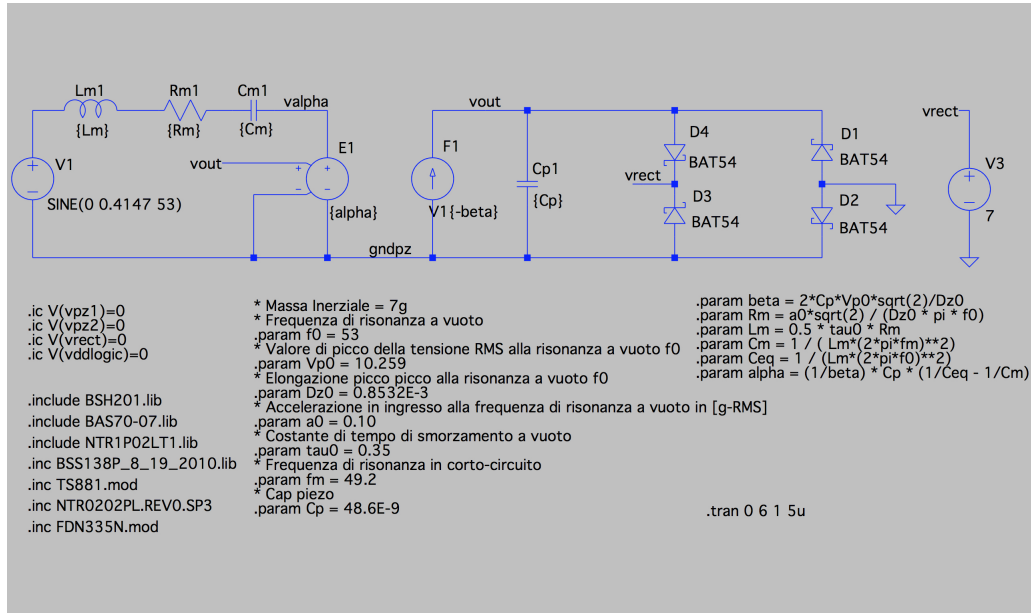 Lm1
Rm1
Cm1
{Lm}
{Rm}
{Cm}
valpha
V1
SINE(0 0.4147 53)
vout
E1
{alpha}
gndpz
vout
F1
V1{-beta}
Cp1
{Cp}
D4
BAT54
vrect
D3
BAT54
D1
BAT54
D2
BAT54
vrect
V3
7
.ic V(vpz1)=0
.ic V(vpz2)=0
.ic V(vrect)=0
.ic V(vddlogic)=0
.include BSH201.lib
.include BAS70-07.lib
.include NTR1P02LT1.lib
.inc BSS138P_8_19_2010.lib
.inc TS881.mod
.inc NTR0202PL.REV0.SP3
.inc FDN335N.mod
* Massa Inerziale = 7g
* Frequenza di risonanza a vuoto
.param f0 = 53
* Valore di picco della tensione RMS alla risonanza a vuoto f0
.param Vp0 = 10.259
* Elongazione picco picco alla risonanza a vuoto f0
.param Dz0 = 0.8532E-3
* Accelerazione in ingresso alla frequenza di risonanza a vuoto in [g-RMS]
.param a0 = 0.10
* Costante di tempo di smorzamento a vuoto
.param tau0 = 0.35
* Frequenza di risonanza in corto-circuito
.param fm = 49.2
* Cap piezo
.param Cp = 48.6E-9
.param beta = 2*Cp*Vp0*sqrt(2)/Dz0
.param Rm = a0*sqrt(2) / (Dz0 * pi * f0)
.param Lm = 0.5 * tau0 * Rm
.param Cm = 1 / ( Lm*(2*pi*fm)**2)
.param Ceq = 1 / (Lm*(2*pi*f0)**2)
.param alpha = (1/beta) * Cp * (1/Ceq - 1/Cm)
.tran 0 6 1 5u